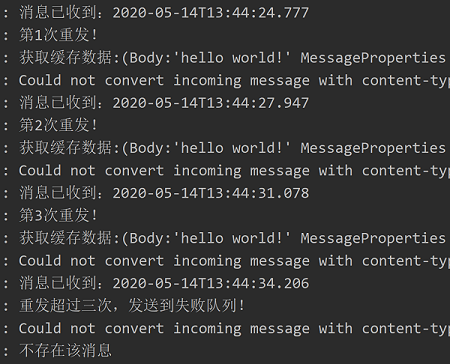 : 消息已收到：2020-05-14T13:44:24.777
: 第1次重发！
: 获取缓存数据:(Body:'hello world!' MessageProperties
: Could not convert incoming message with content-typ
: 消息已收到：2020-05-14T13:44:27.947
: 第2次重发！
: 获取缓存数据:(Body:'hello world!' MessageProperties
: Could not convert incoming message with content-typ
: 消息已收到：2020-05-14T13:44:31.078
: 第3次重发！
: 获取缓存数据:(Body:'hello world!' MessageProperties
: Could not convert incoming message with content-typ
: 消息已收到：2020-05-14T13:44:34.206
: 重发超过三次，发送到失败队列！
: Could not convert incoming message with content-typ
: 不存在该消息